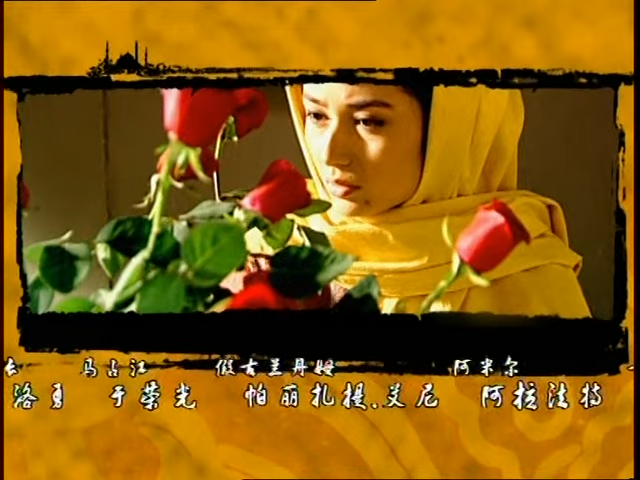 马占江 假古兰丹姆 阿米尔
洛勇 于荣光 帕丽扎提.艾尼 阿拉法特